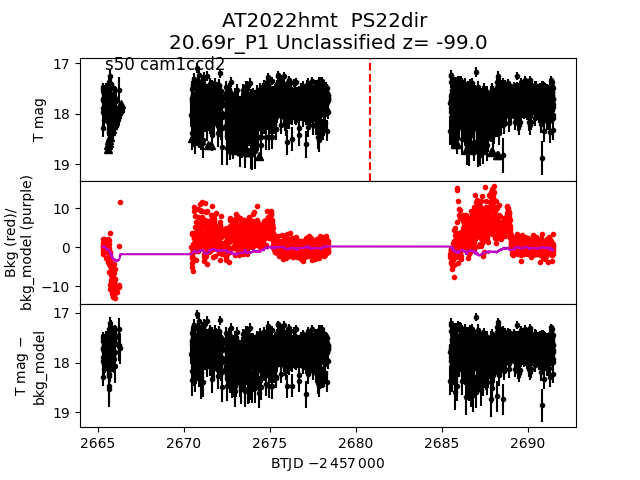 AT2022hmt  PS22dir
20.69r_P1 Unclassified z= -99.0
s50 cam1ccd2
17
18
19
T mag
10
0
−10
Bkg (red)/
bkg_model (purple)
17
18
19
T mag −
bkg_model
2665
2670
2675
2680
2685
2690
BTJD −2 457 000